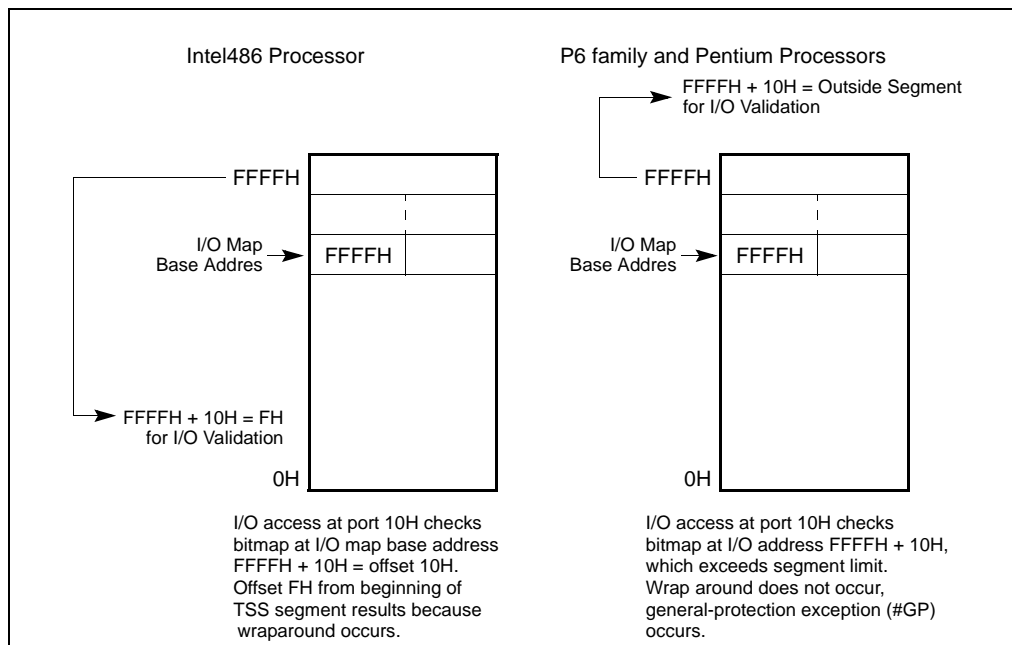 Intel486 Processor
FFFFH
I/O Map
Base Addres
FFFFH
FFFFH + 10H = FH
for I/O Validation
0H
I/O access at port 10H checks
bitmap at I/O map base address
FFFFH + 10H = offset 10H.
Offset FH from beginning of
TSS segment results because
wraparound occurs.
P6 family and Pentium Processors
FFFFH + 10H = Outside Segment
for I/O Validation
FFFFH
I/O Map
Base Addres
FFFFH
0H
I/O access at port 10H checks
bitmap at I/O address FFFFH + 10H,
which exceeds segment limit.
Wrap around does not occur,
general-protection exception (#GP)
occurs.